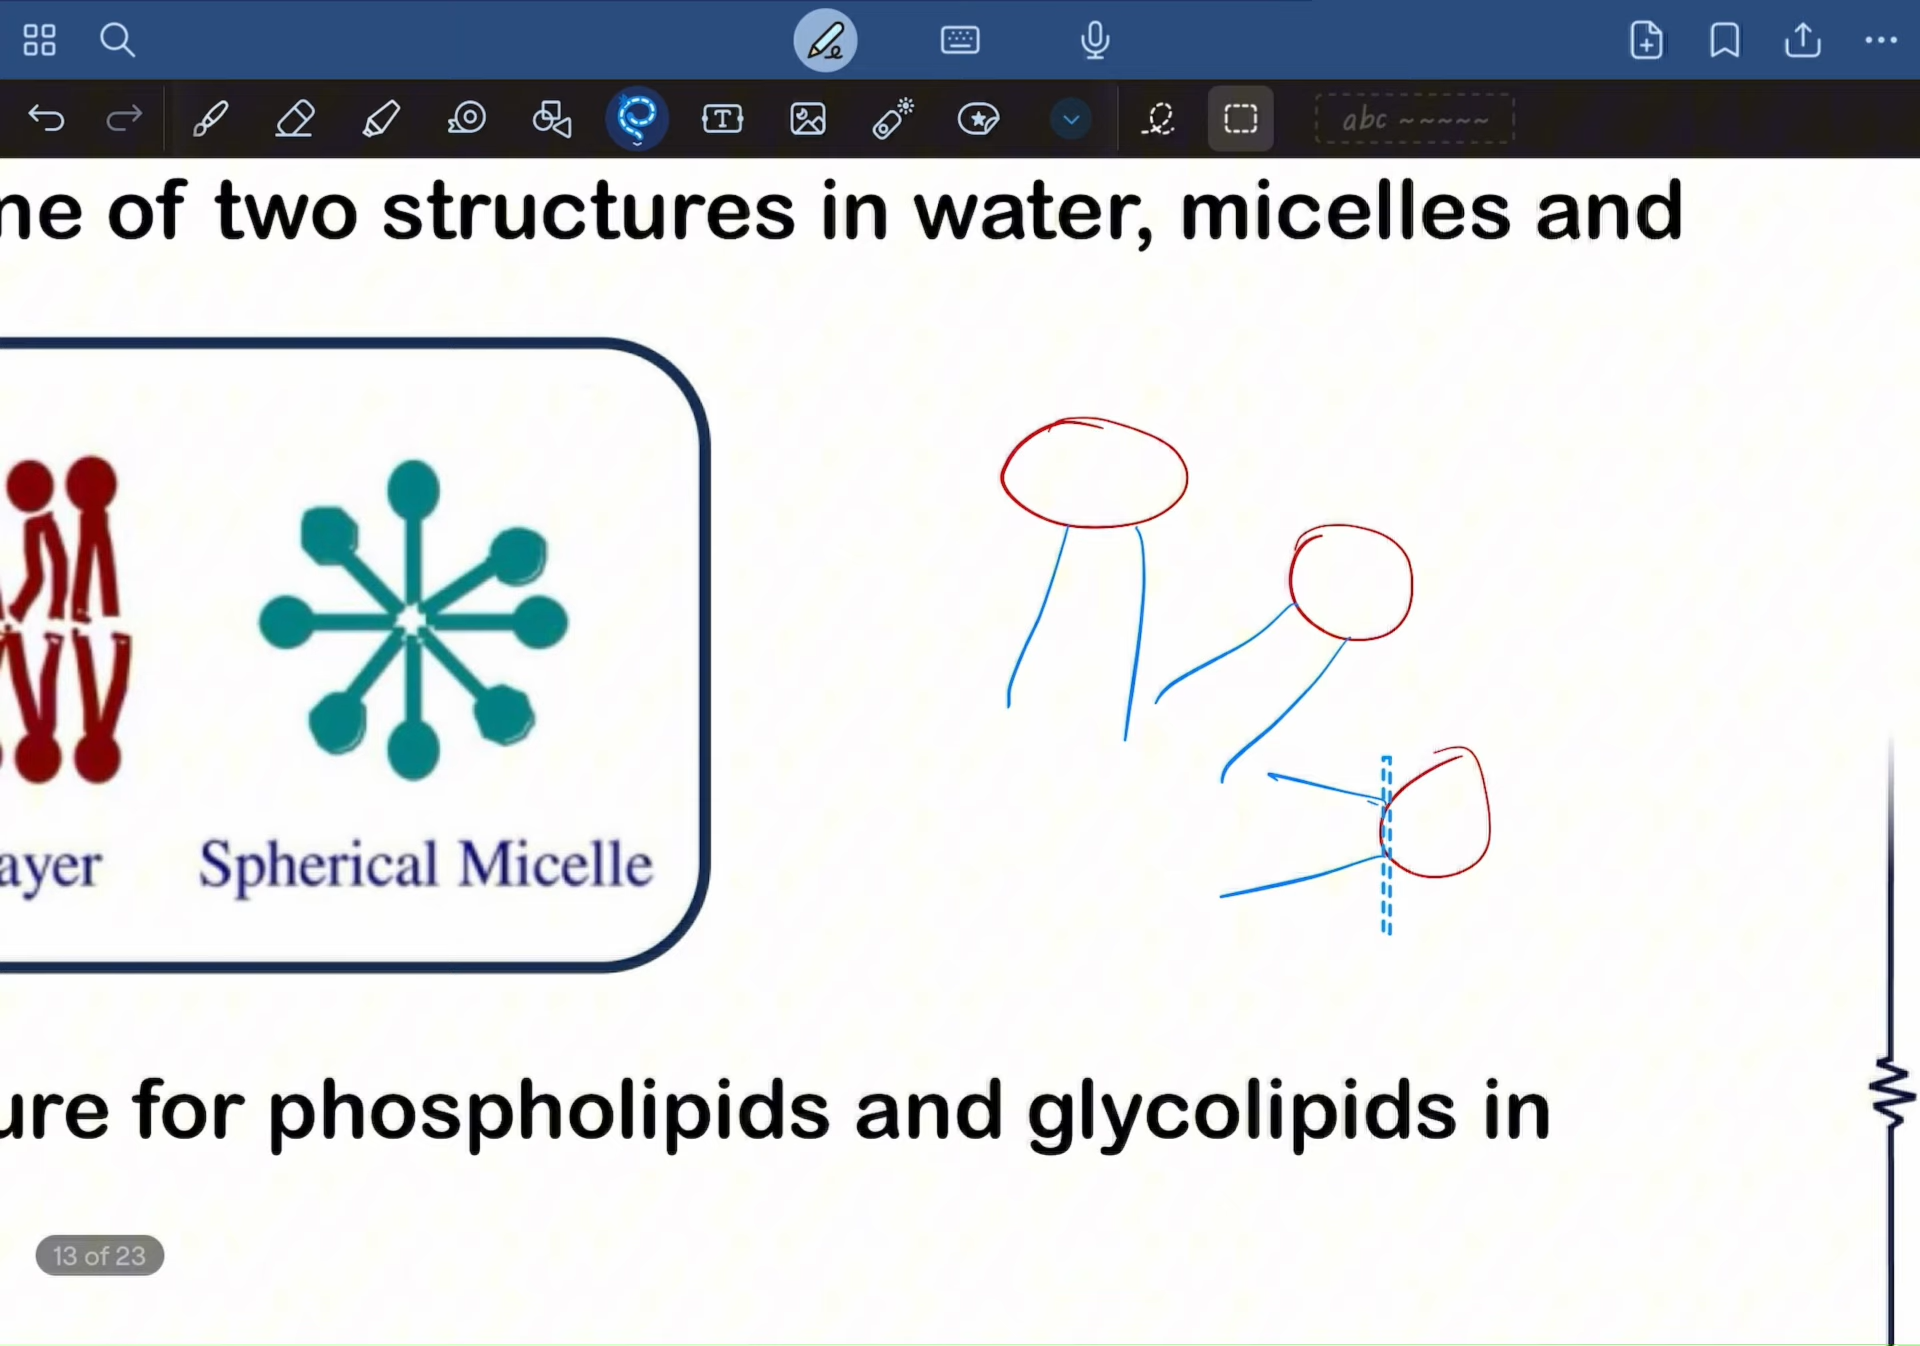 abc
ne of two structures in water, micelles and
ayer
Spherical Micelle
ure for phospholipids and glycolipids in
13 of 23